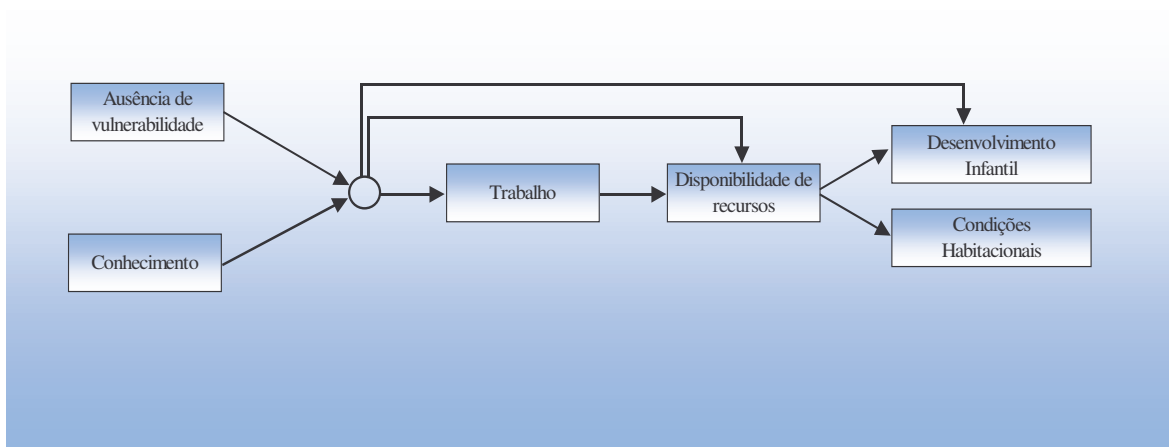 Ausência de
vulnerabilidade
Conhecimento
Trabalho
Disponibilidade de
recursos
Desenvolvimento
Infantil
Condições
Habitacionais